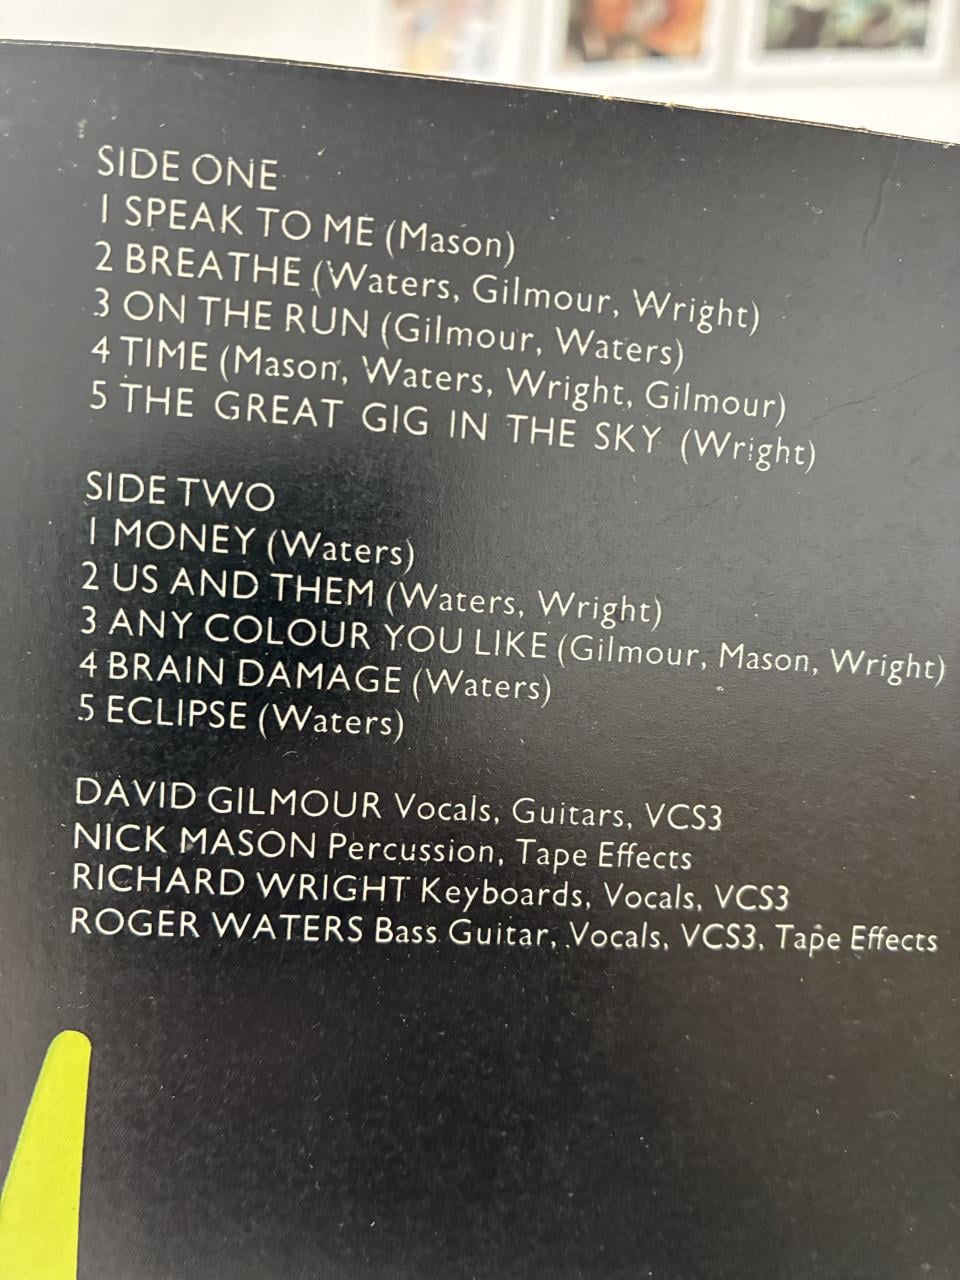 SIDE ONE
1 SPEAK TO ME (Mason)
2 BREATHE (Waters, Gilmour, Wright)
3 ON THE RUN (Gilmour, Waters)
4 TIME (Mason, Waters, Wright, Gilmour)
5 THE GREAT GIG IN THE SKY (Wright)
SIDE TWO
1 MONEY (Waters)
2 US AND THEM (Waters, Wright)
3 ANY COLOUR YOU LIKE (Gilmour, Mason, Wright)
4 BRAIN DAMAGE (Waters)
5 ECLIPSE (Waters)
DAVID GILMOUR Vocals, Guitars, VCS3
NICK MASON Percussion, Tape Effects
RICHARD WRIGHT Keyboards, Vocals, VCS3
ROGER WATERS Bass Guitar, Vocals, VCS3, Tape Effects